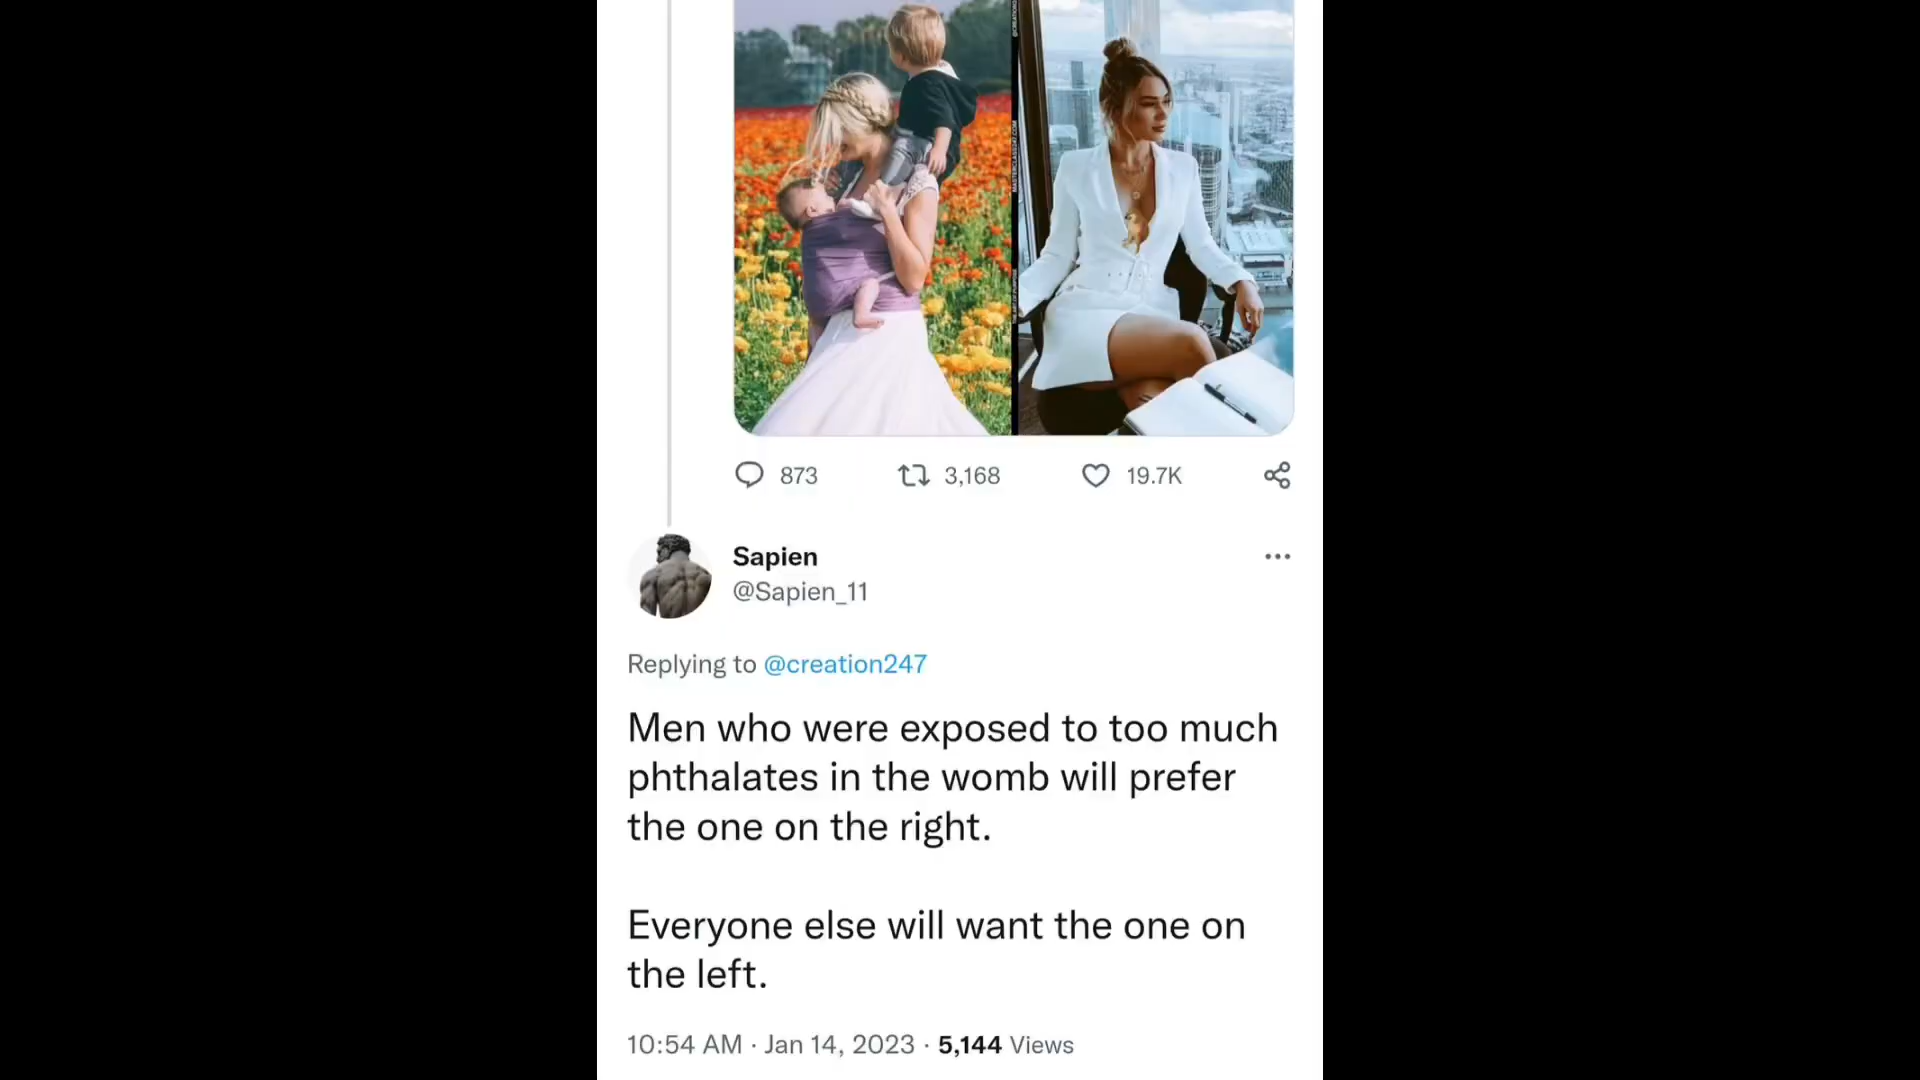 873
3,168
19.7K
Sapien
@Sapien_11
Replying to @creation247
Men who were exposed to too much
phthalates in the womb will prefer
the one on the right.
Everyone else will want the one on
the left.
10:54 AM · Jan 14, 2023 · 5,144 Views